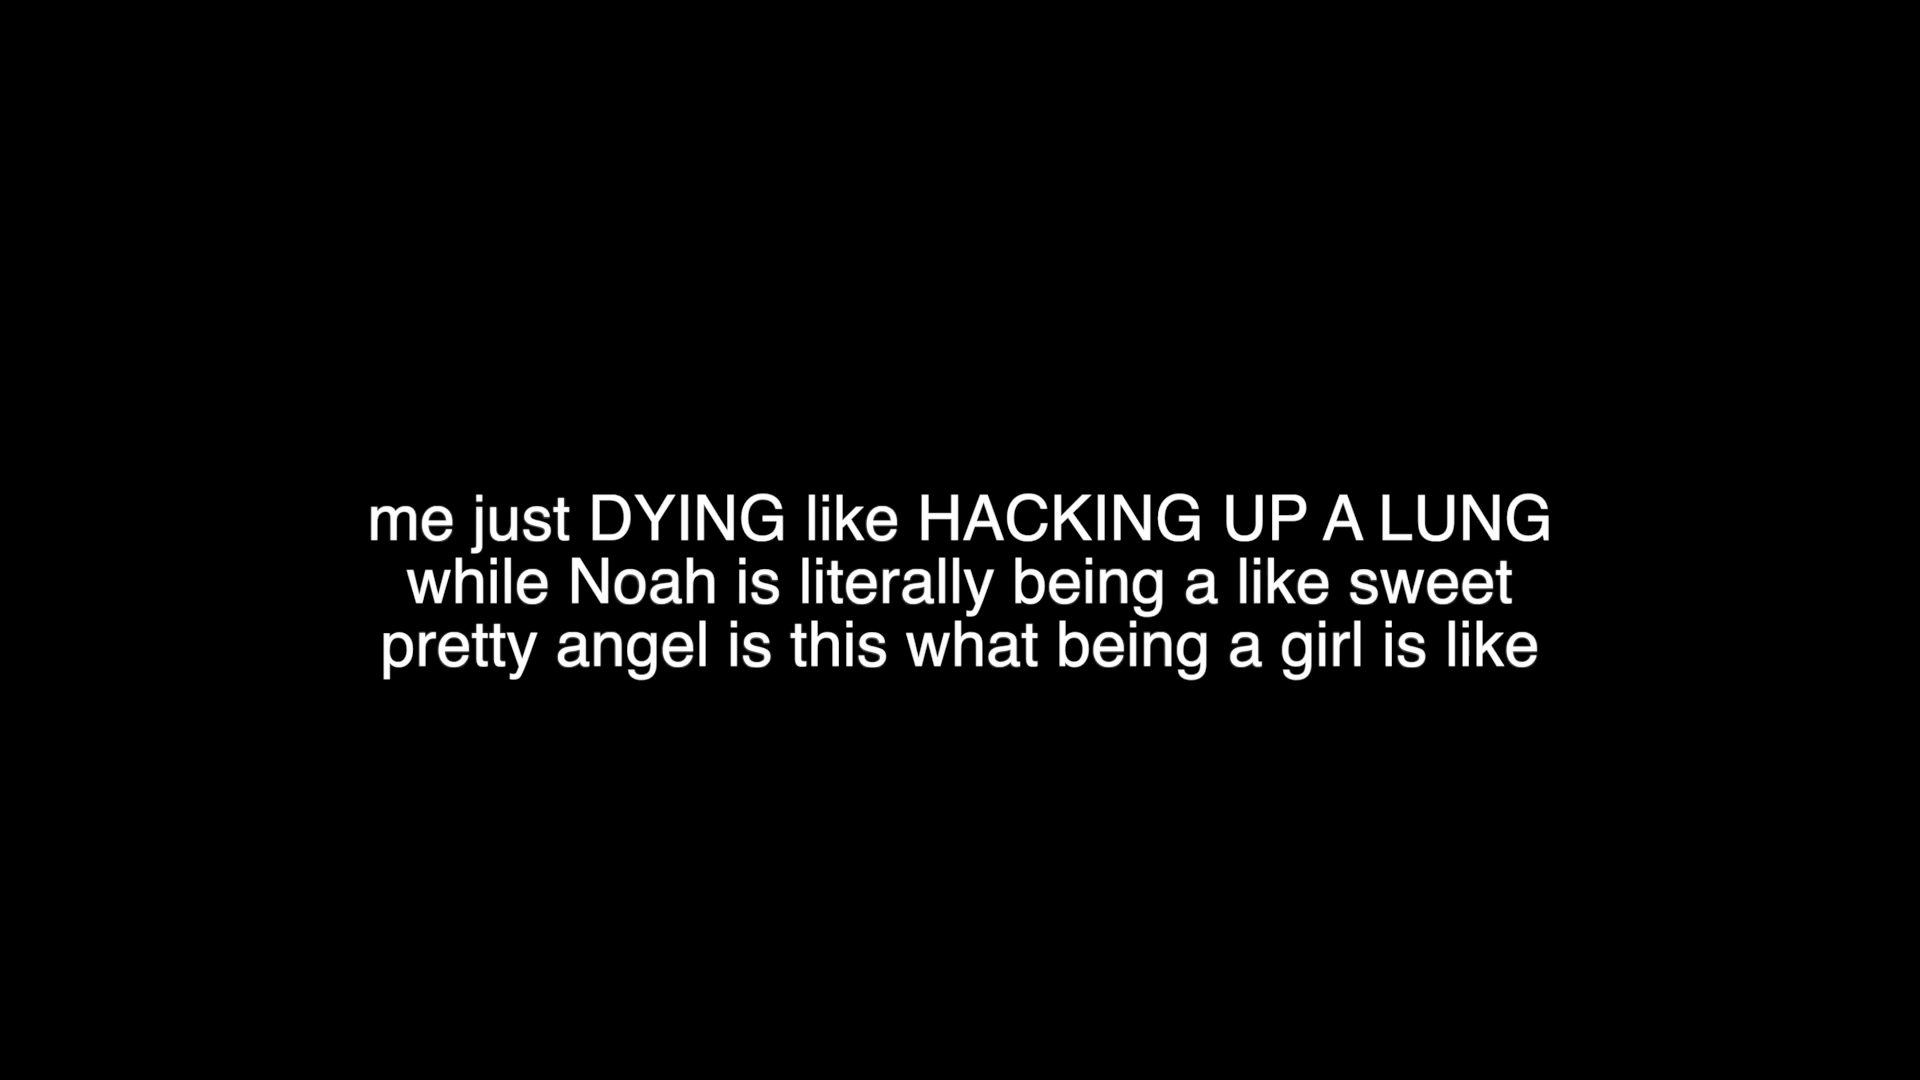 me just DYING like HACKING UP A LUNG
while Noah is literally being a like sweet
pretty angel is this what being a girl is like